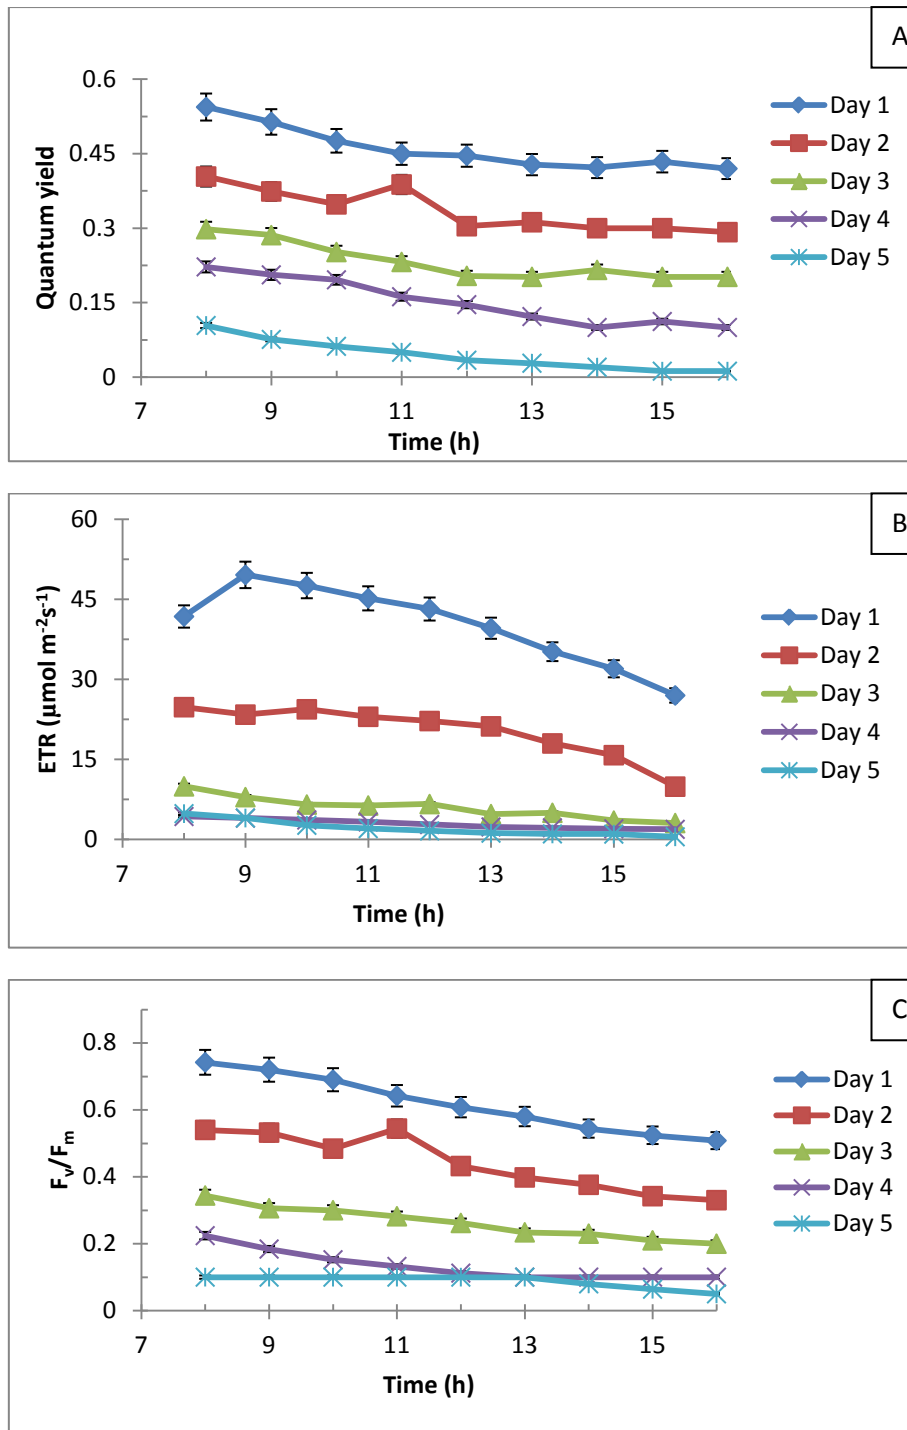 A
0.6
0.45
0.3
0.15
0
Quantum yield
7 9 11 13 15
Time (h)
Day 1
Day 2
Day 3
Day 4
Day 5
B
60
45
30
15
0
ETR (µmol m⁻²s⁻¹)
7 9 11 13 15
Time (h)
Day 1
Day 2
Day 3
Day 4
Day 5
C
0.8
0.6
0.4
0.2
0
Fv/Fm
7 9 11 13 15
Time (h)
Day 1
Day 2
Day 3
Day 4
Day 5